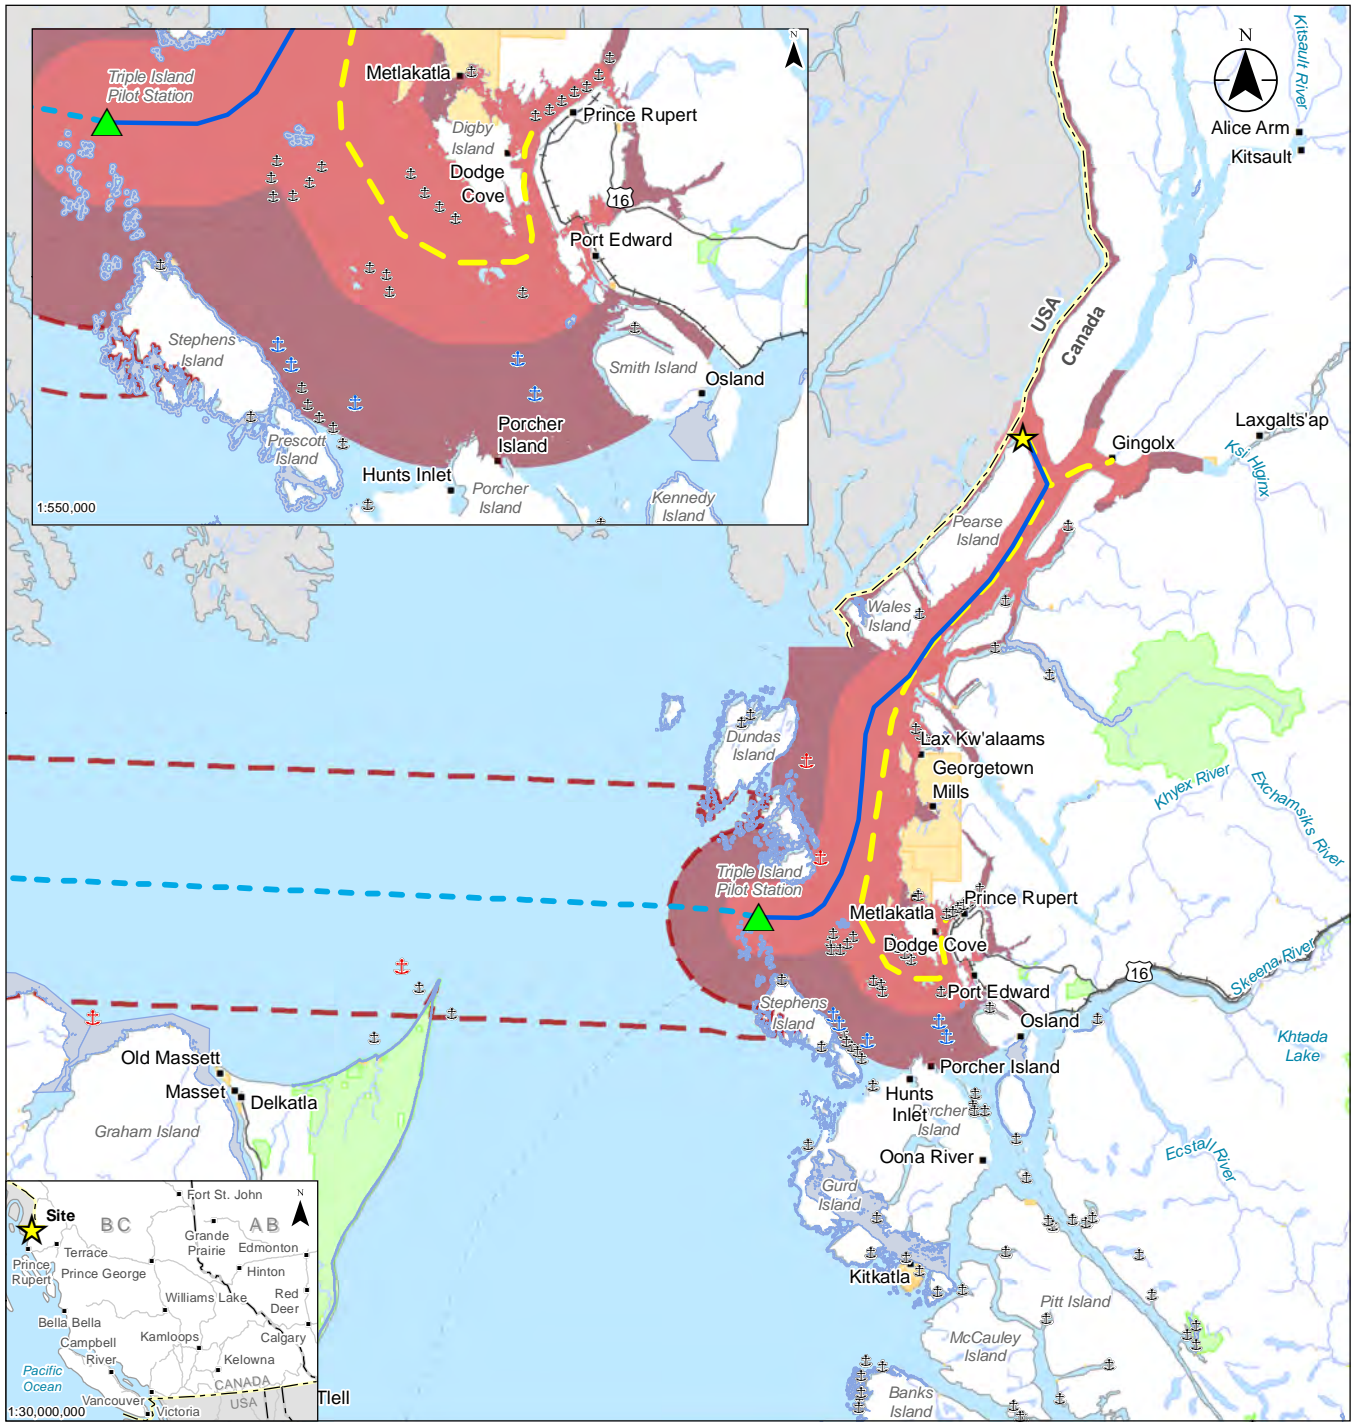 N
Triple Island
Pilot Station
Metlakatla
Prince Rupert
Digby
Island
Dodge
Cove
16
Port Edward
Stephens
Island
Smith Island
Osland
Prescott
Island
Porcher
Island
Hunts Inlet
Porcher
Island
Kennedy
Island
1:550,000
N
Kitsault River
Alice Arm
Kitsault
USA
Canada
Laxgalts'ap
Gingolx
Ksi Hlginx
Pearse
Island
Wales
Island
Dundas
Island
Lax Kw'alaams
Georgetown
Mills
Khyex River
Exchamsiks River
Triple Island
Pilot Station
Prince Rupert
Metlakatla
Dodge Cove
16
Skeena River
Port Edward
Stephens
Island
Osland
Khtada
Lake
Old Massett
Masset
Delkatla
Graham Island
Porcher Island
Hunts
Inlet
Porcher
Island
Oona River
Ecstall River
Gurd
Island
Kitkatla
Pitt Island
McCauley
Island
Banks
Island
Tlell
N
Fort St. John
Site
BC
AB
Grande
Prairie
Edmonton
Terrace
Prince
Rupert
Prince George
Hinton
Williams Lake
Red
Deer
Bella Bella
Campbell
River
Kamloops
Calgary
Kelowna
Pacific
Ocean
CANADA
USA
Vancouver
Victoria
1:30,000,000